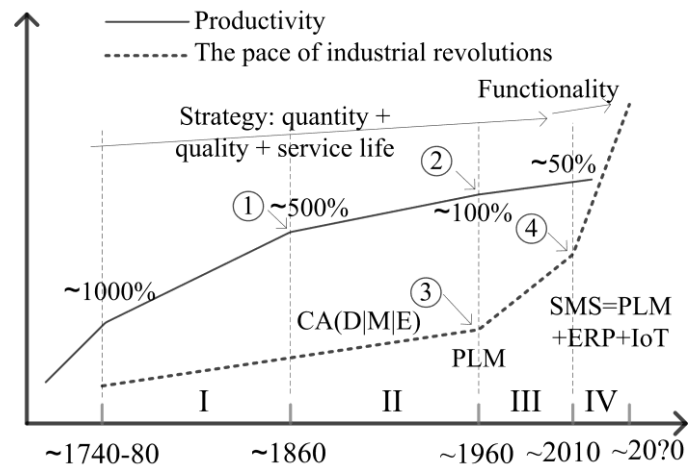 Productivity
The pace of industrial revolutions
Functionality
Strategy: quantity +
quality + service life
②
~50%
①
~500%
~100%
④
~1000%
③
CA(D|M|E)
SMS=PLM
+ERP+IoT
PLM
I
II
III
IV
~1740-80
~1860
~1960
~2010
~20?0